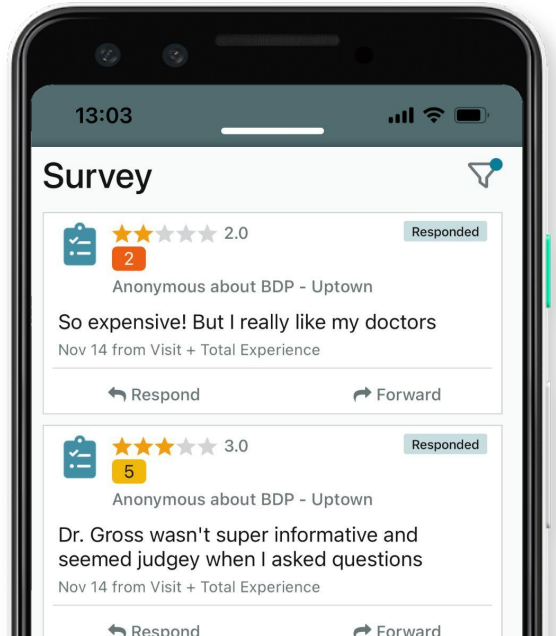 13:03
Survey
2.0
Responded
2
Anonymous about BDP - Uptown
So expensive! But I really like my doctors
Nov 14 from Visit + Total Experience
Respond
Forward
3.0
Responded
5
Anonymous about BDP - Uptown
Dr. Gross wasn't super informative and
seemed judgey when I asked questions
Nov 14 from Visit + Total Experience
Respond
Forward